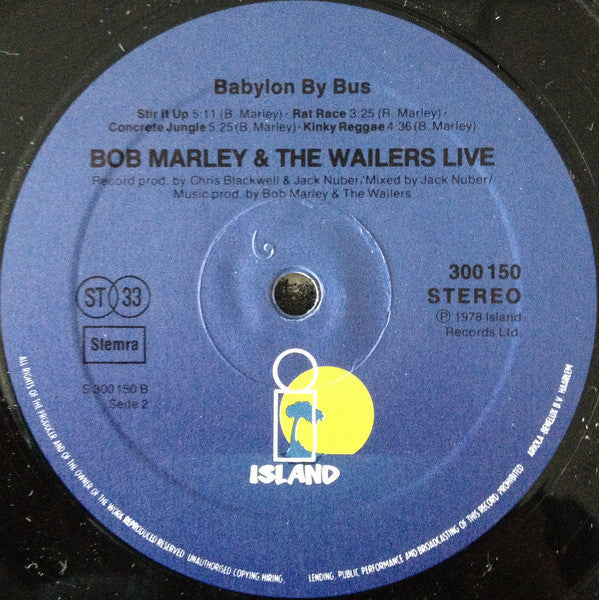 Babylon By Bus
Stir It Up 5:11 (B. Marley) · Rat Race 3:25 (B. Marley) ·
Concrete Jungle 5:25 (B. Marley) · Kinky Reggae 4:36 (B. Marley)
BOB MARLEY & THE WAILERS LIVE
Record prod. by Chris Blackwell & Jack Nuber/Mixed by Jack Nuber/
Music prod. by Bob Marley & The Wailers
ST 33
Stemra
S 300 150 B
Seite 2
300 150
STEREO
Ⓟ 1978 Island
Records Ltd.
ISLAND
ALL RIGHTS OF THE PRODUCER AND OF THE OWNER OF THE WORK REPRODUCED RESERVED UNAUTHORISED COPYING, HIRING, LENDING, PUBLIC PERFORMANCE AND BROADCASTING OF THIS RECORD PROHIBITED ARIOLA BENELUX B V HAARLEM